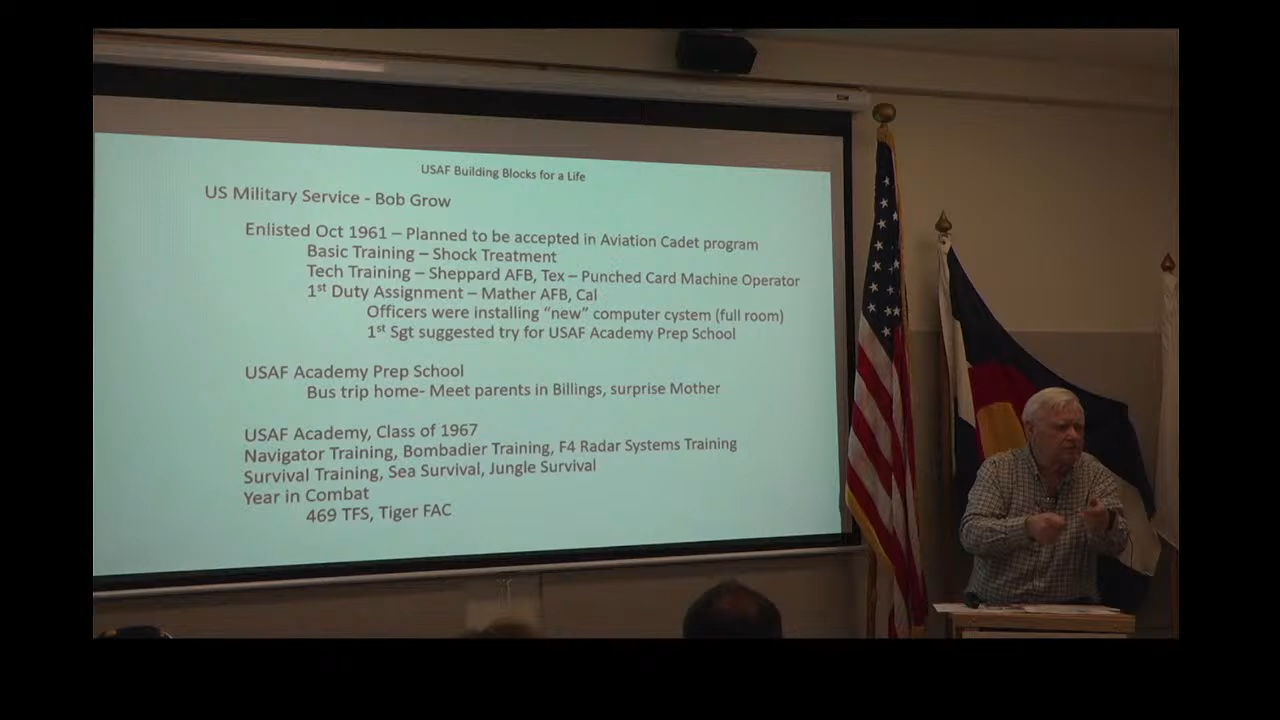 USAF Building Blocks for a Life
US Military Service - Bob Grow
Enlisted Oct 1961 – Planned to be accepted in Aviation Cadet program
Basic Training – Shock Treatment
Tech Training – Sheppard AFB, Tex – Punched Card Machine Operator
1st Duty Assignment – Mather AFB, Cal
Officers were installing “new” computer cystem (full room)
1st Sgt suggested try for USAF Academy Prep School
USAF Academy Prep School
Bus trip home- Meet parents in Billings, surprise Mother
USAF Academy, Class of 1967
Navigator Training, Bombadier Training, F4 Radar Systems Training
Survival Training, Sea Survival, Jungle Survival
Year in Combat
469 TFS, Tiger FAC